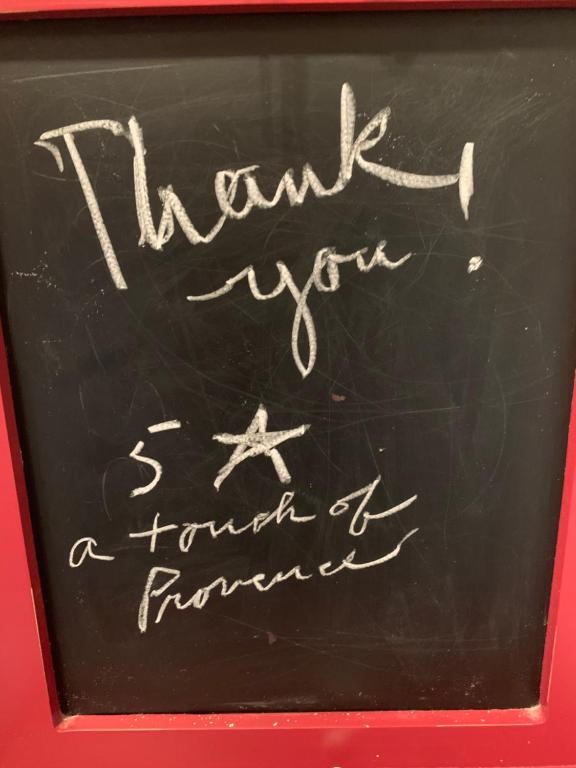 Thank
you!
5 ☆
a touch of
Provence